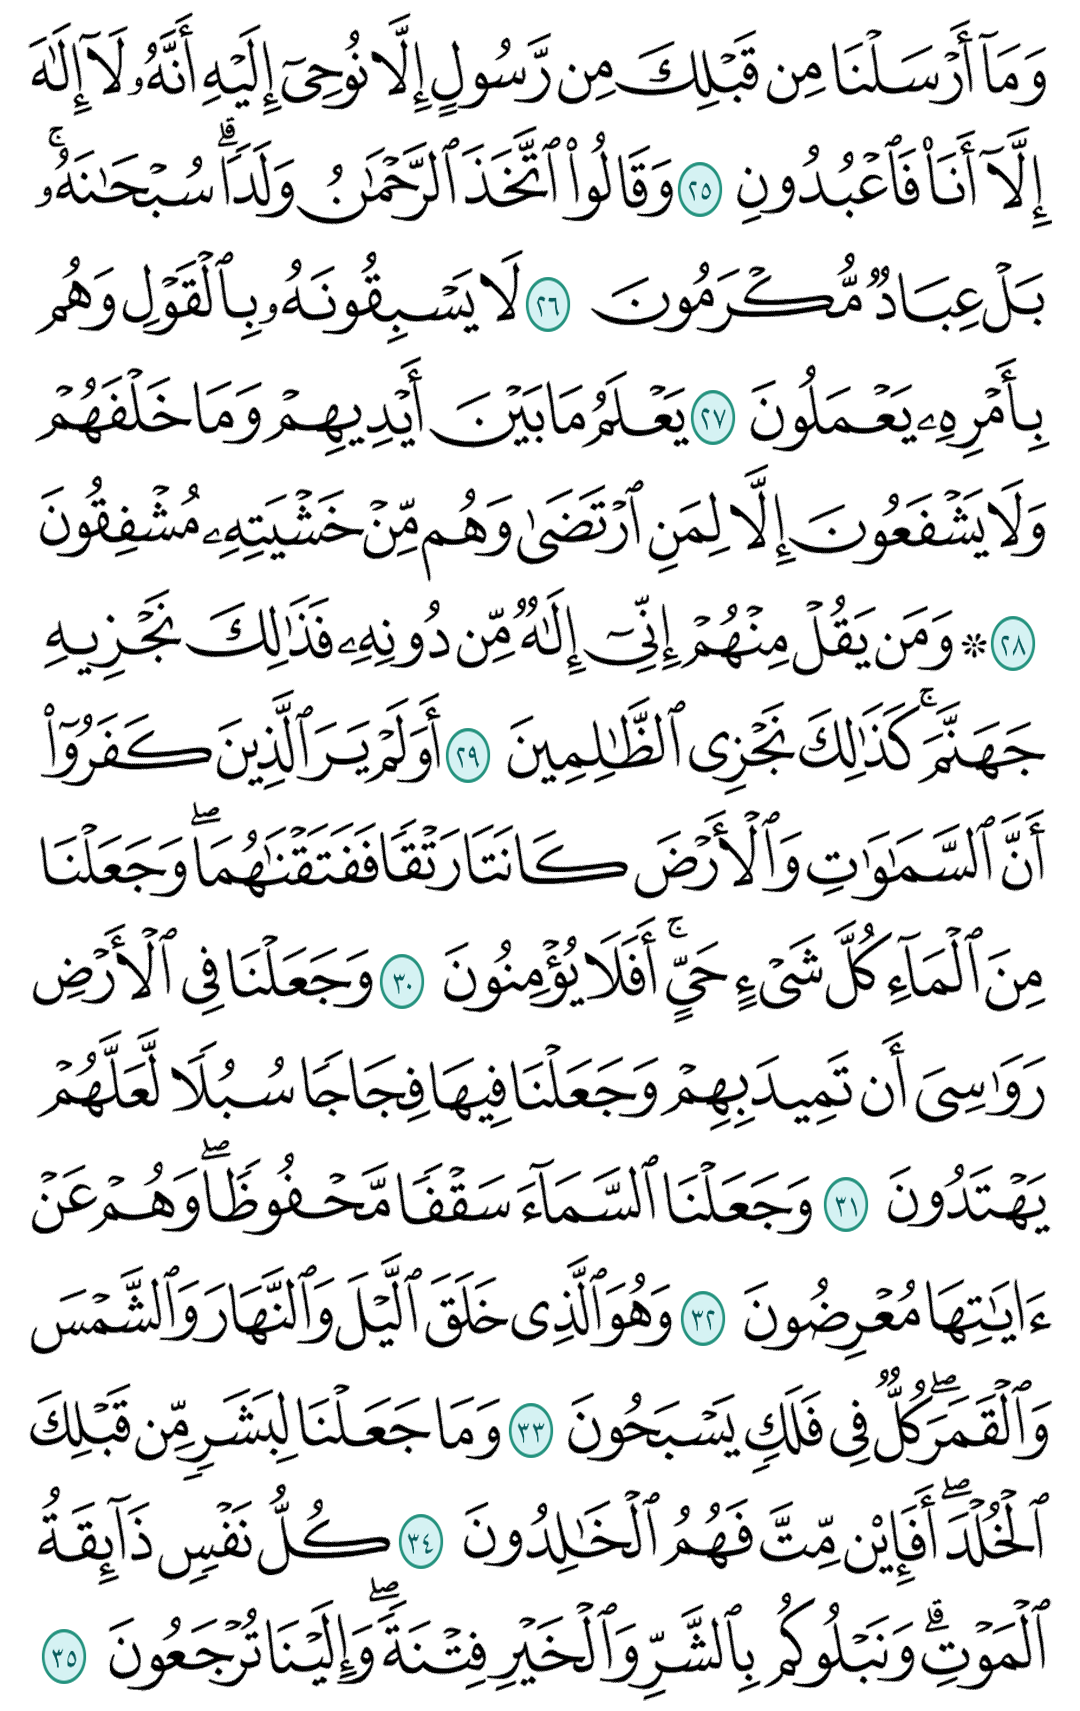 وَمَآ أَرْسَلْنَا مِن قَبْلِكَ مِن رَّسُولٍ إِلَّا نُوحِىٓ إِلَيْهِ أَنَّهُۥ لَآ إِلَٰهَ
إِلَّآ أَنَا۠ فَٱعْبُدُونِ ٢٥ وَقَالُوا۟ ٱتَّخَذَ ٱلرَّحْمَٰنُ وَلَدًا ۗ سُبْحَٰنَهُۥ ۚ
بَلْ عِبَادٌ مُّكْرَمُونَ ٢٦ لَا يَسْبِقُونَهُۥ بِٱلْقَوْلِ وَهُم
بِأَمْرِهِۦ يَعْمَلُونَ ٢٧ يَعْلَمُ مَا بَيْنَ أَيْدِيهِمْ وَمَا خَلْفَهُمْ
وَلَا يَشْفَعُونَ إِلَّا لِمَنِ ٱرْتَضَىٰ وَهُم مِّنْ خَشْيَتِهِۦ مُشْفِقُونَ
٢٨ ۞ وَمَن يَقُلْ مِنْهُمْ إِنِّىٓ إِلَٰهٌ مِّن دُونِهِۦ فَذَٰلِكَ نَجْزِيهِ
جَهَنَّمَ ۚ كَذَٰلِكَ نَجْزِى ٱلظَّٰلِمِينَ ٢٩ أَوَلَمْ يَرَ ٱلَّذِينَ كَفَرُوٓا۟
أَنَّ ٱلسَّمَٰوَٰتِ وَٱلْأَرْضَ كَانَتَا رَتْقًا فَفَتَقْنَٰهُمَا ۖ وَجَعَلْنَا
مِنَ ٱلْمَآءِ كُلَّ شَىْءٍ حَىٍّ ۚ أَفَلَا يُؤْمِنُونَ ٣٠ وَجَعَلْنَا فِى ٱلْأَرْضِ
رَوَٰسِىَ أَن تَمِيدَ بِهِمْ وَجَعَلْنَا فِيهَا فِجَاجًا سُبُلًا لَّعَلَّهُمْ
يَهْتَدُونَ ٣١ وَجَعَلْنَا ٱلسَّمَآءَ سَقْفًا مَّحْفُوظًا ۖ وَهُمْ عَنْ
ءَايَٰتِهَا مُعْرِضُونَ ٣٢ وَهُوَ ٱلَّذِى خَلَقَ ٱلَّيْلَ وَٱلنَّهَارَ وَٱلشَّمْسَ
وَٱلْقَمَرَ ۖ كُلٌّ فِى فَلَكٍ يَسْبَحُونَ ٣٣ وَمَا جَعَلْنَا لِبَشَرٍ مِّن قَبْلِكَ
ٱلْخُلْدَ ۖ أَفَإِي۟ن مِّتَّ فَهُمُ ٱلْخَٰلِدُونَ ٣٤ كُلُّ نَفْسٍ ذَآئِقَةُ
ٱلْمَوْتِ ۗ وَنَبْلُوكُم بِٱلشَّرِّ وَٱلْخَيْرِ فِتْنَةً ۖ وَإِلَيْنَا تُرْجَعُونَ ٣٥